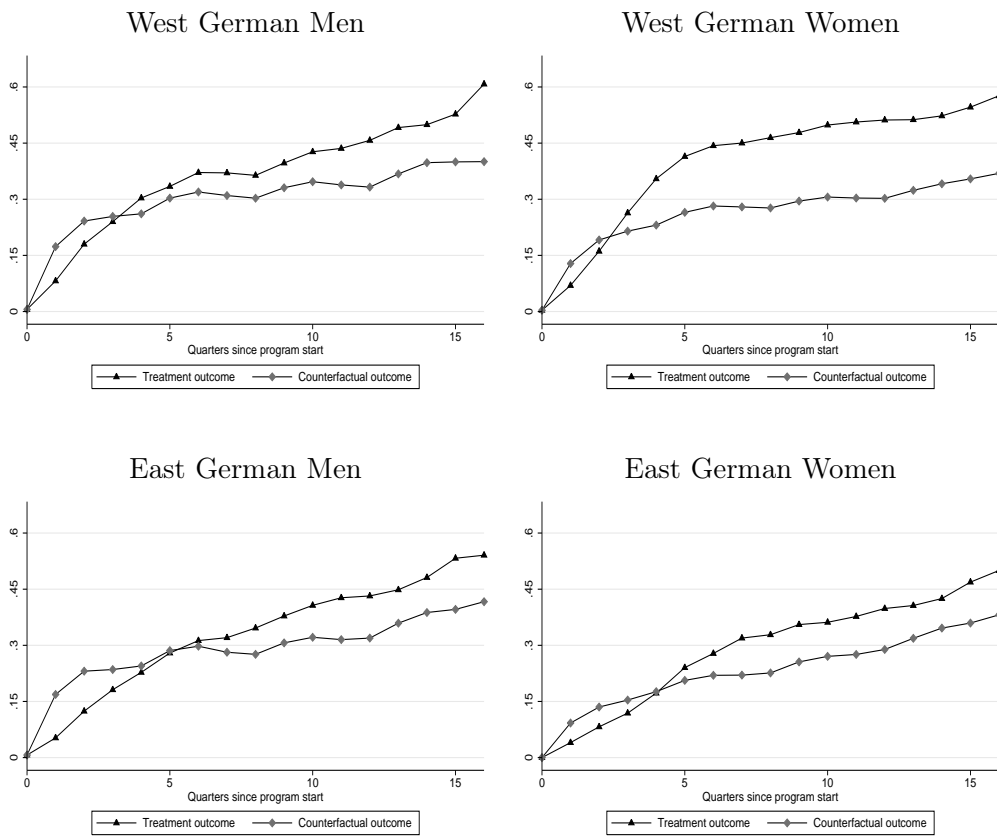 West German Men
West German Women
.6
.45
.3
.15
0
0 5 10 15
Quarters since program start
Treatment outcome Counterfactual outcome
.6
.45
.3
.15
0
0 5 10 15
Quarters since program start
Treatment outcome Counterfactual outcome
East German Men
East German Women
.6
.45
.3
.15
0
0 5 10 15
Quarters since program start
Treatment outcome Counterfactual outcome
.6
.45
.3
.15
0
0 5 10 15
Quarters since program start
Treatment outcome Counterfactual outcome